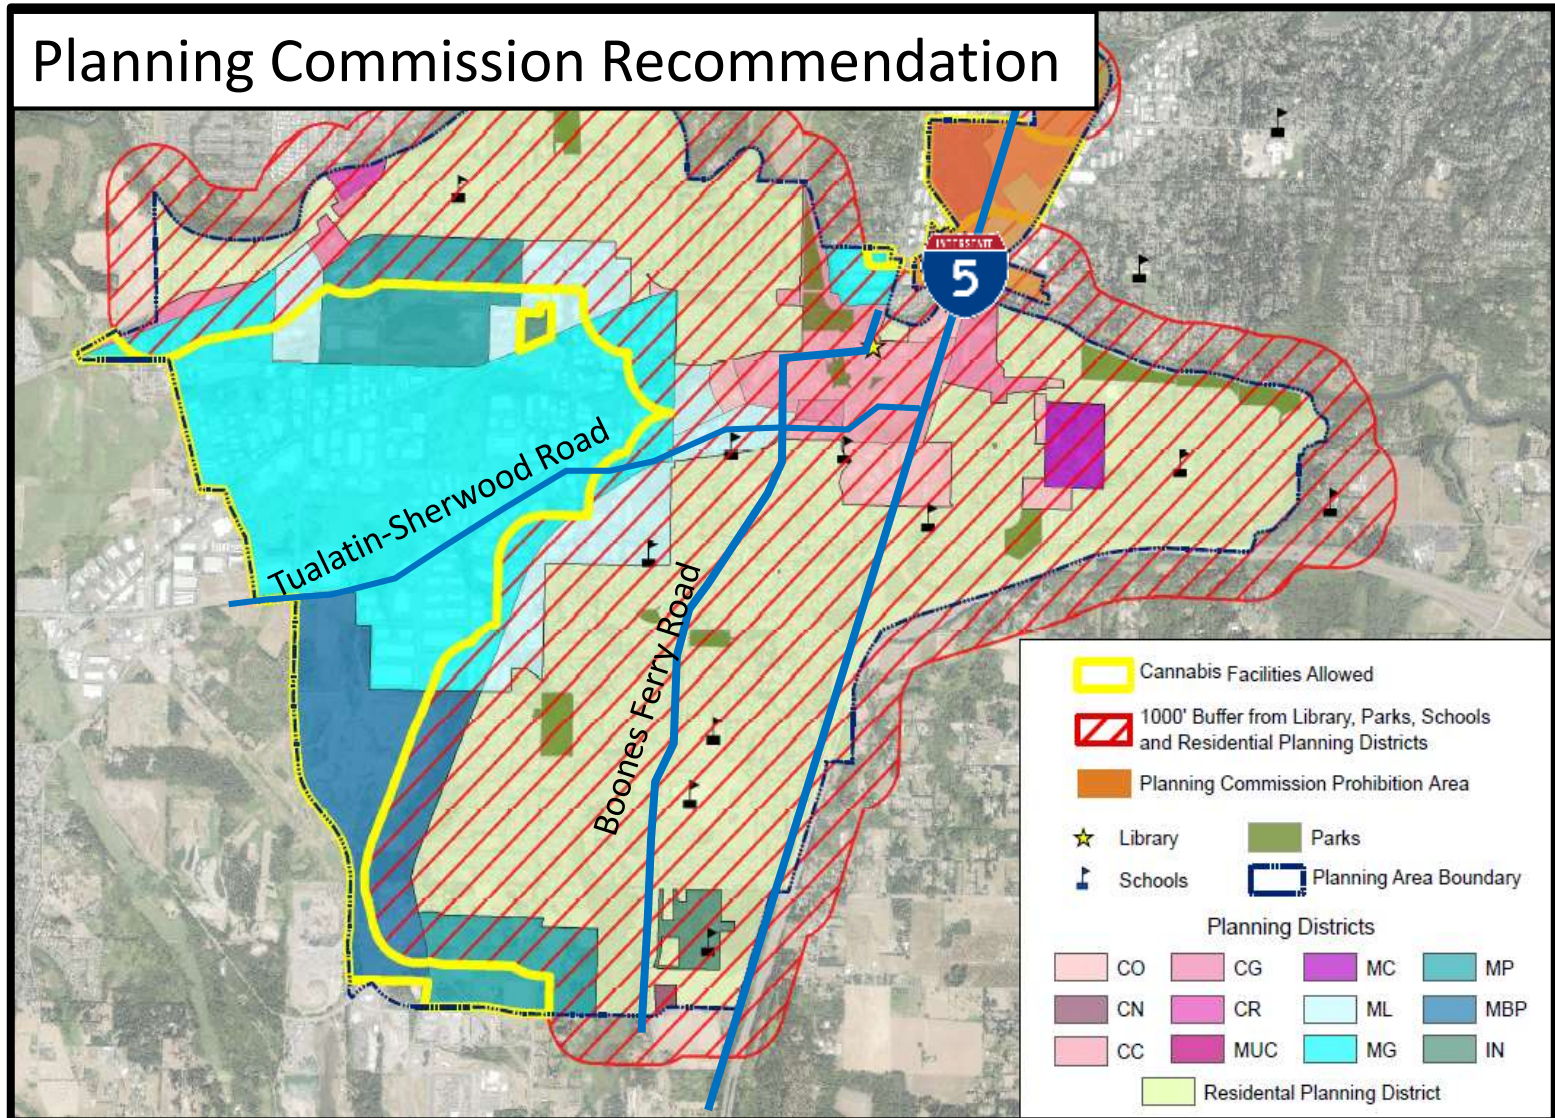 Planning Commission Recommendation
INTERSTATE
5
Tualatin-Sherwood Road
Boones Ferry Road
Cannabis Facilities Allowed
1000' Buffer from Library, Parks, Schools
and Residential Planning Districts
Planning Commission Prohibition Area
Library
Parks
Schools
Planning Area Boundary
Planning Districts
CO
CG
MC
MP
CN
CR
ML
MBP
CC
MUC
MG
IN
Residental Planning District